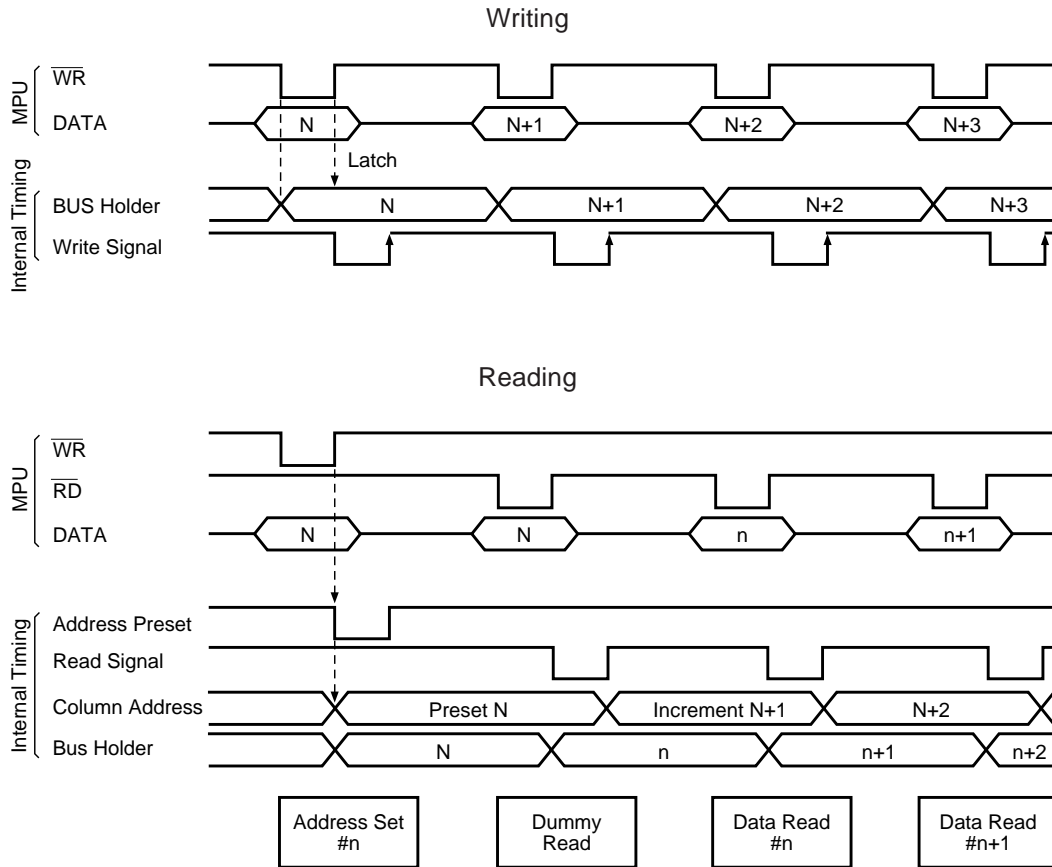 Writing
MPU
WR
DATA
N
N+1
N+2
N+3
Latch
Internal Timing
BUS Holder
N
N+1
N+2
N+3
Write Signal
Reading
MPU
WR
RD
DATA
N
N
n
n+1
Internal Timing
Address Preset
Read Signal
Column Address
Preset N
Increment N+1
N+2
Bus Holder
N
n
n+1
n+2
Address Set
#n
Dummy
Read
Data Read
#n
Data Read
#n+1